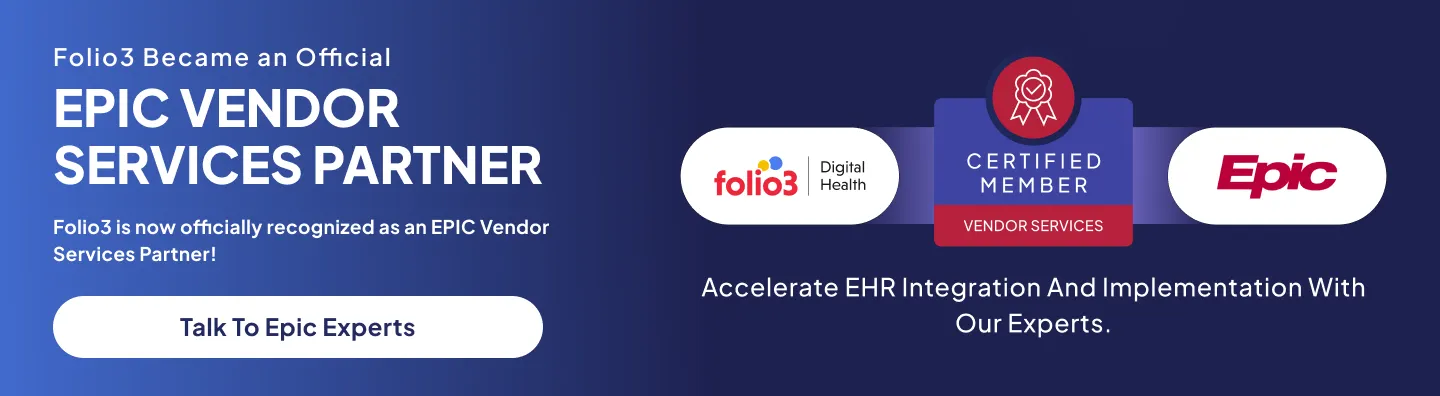 Folio3 Became an Official
EPIC VENDOR
SERVICES PARTNER
Folio3 is now officially recognized as an EPIC Vendor
Services Partner!
Talk To Epic Experts
folio3
Digital
Health
CERTIFIED
MEMBER
VENDOR SERVICES
Epic
Accelerate EHR Integration And Implementation With
Our Experts.